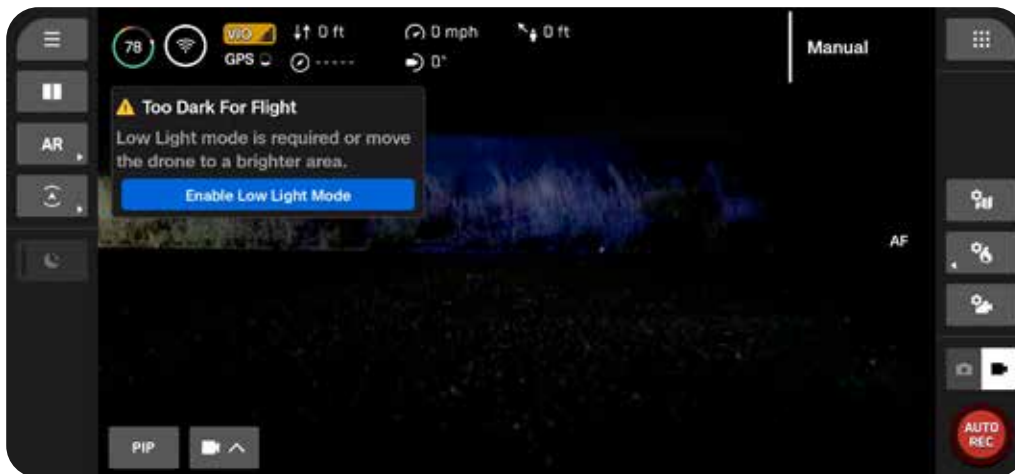 78
VIO
0 ft
0 mph
0 ft
GPS
-----
0°
Manual
Too Dark For Flight
Low Light mode is required or move
the drone to a brighter area.
Enable Low Light Mode
AR
AF
PIP
AUTO
REC